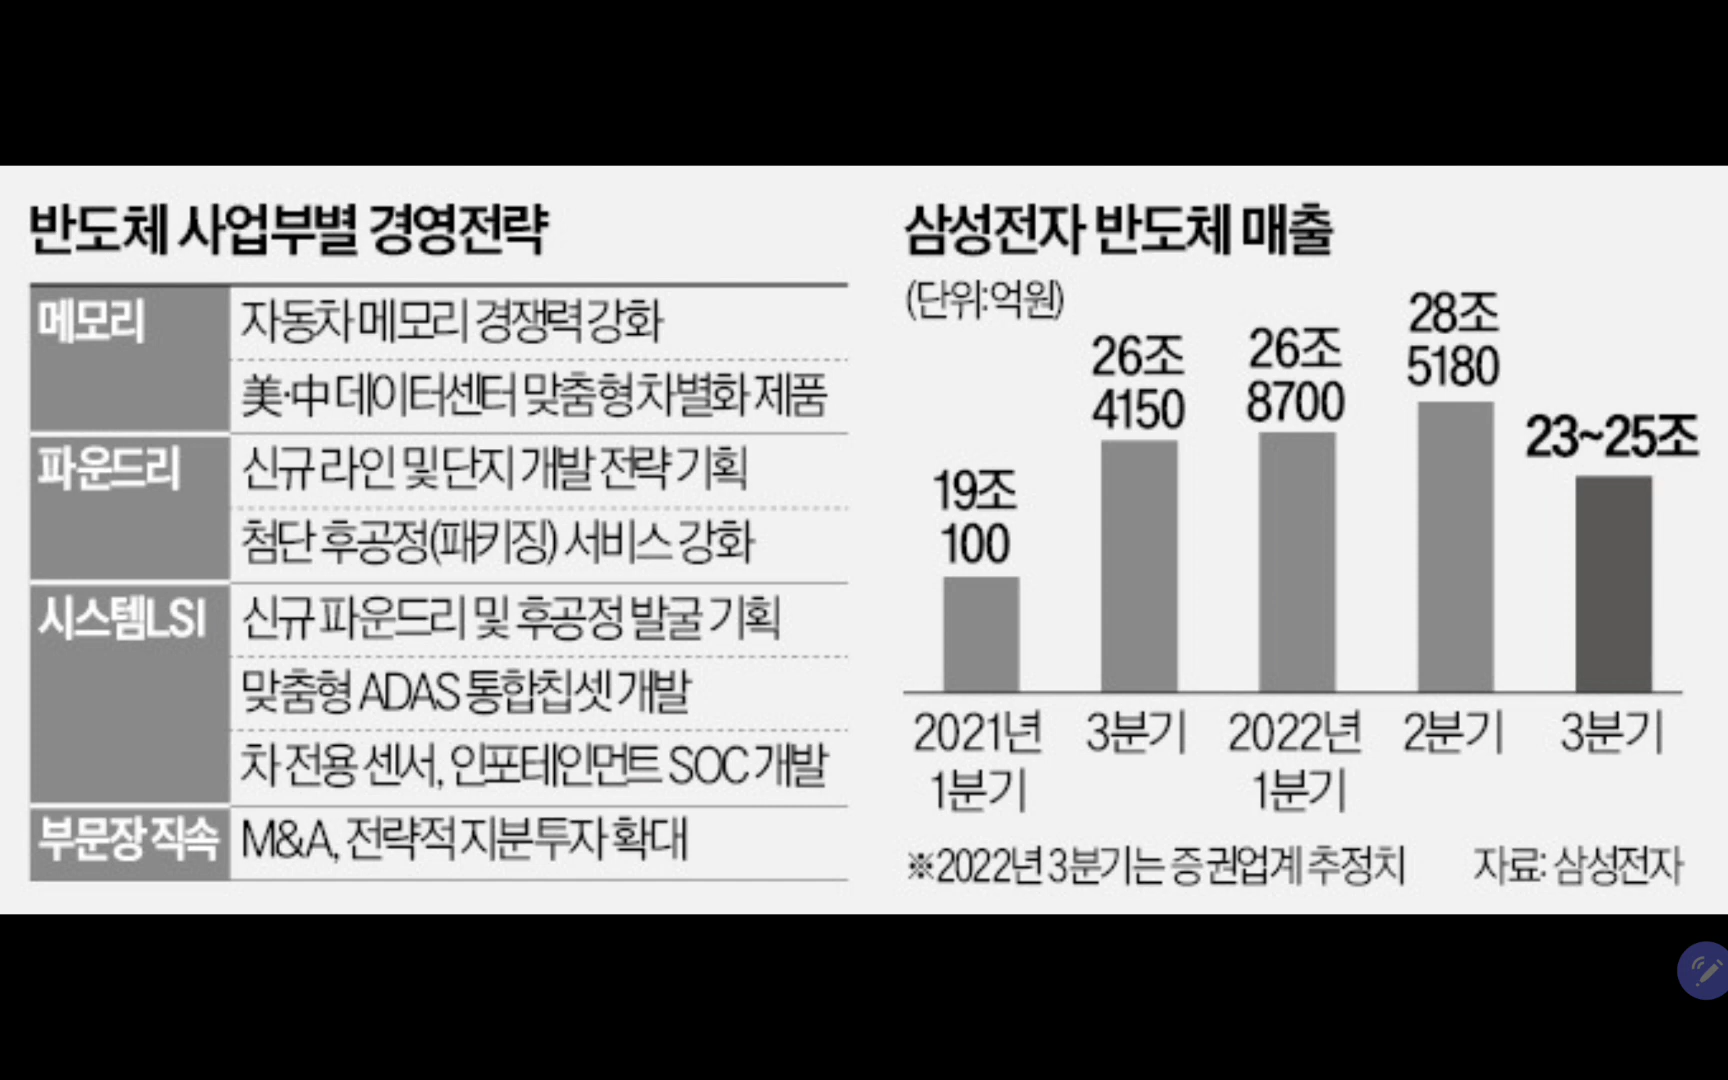 반도체 사업부별 경영전략
메모리
자동차 메모리 경쟁력 강화
美·中 데이터센터 맞춤형 차별화 제품
파운드리
신규 라인 및 단지 개발 전략 기획
첨단 후공정(패키징) 서비스 강화
시스템LSI
신규 파운드리 및 후공정 발굴 기획
맞춤형 ADAS 통합칩셋 개발
차 전용 센서, 인포테인먼트 SOC 개발
부문장 직속
M&A, 전략적 지분투자 확대
삼성전자 반도체 매출
(단위:억원)
19조
100
26조
4150
26조
8700
28조
5180
23~25조
2021년
1분기
3분기
2022년
1분기
2분기
3분기
※2022년 3분기는 증권업계 추정치
자료: 삼성전자